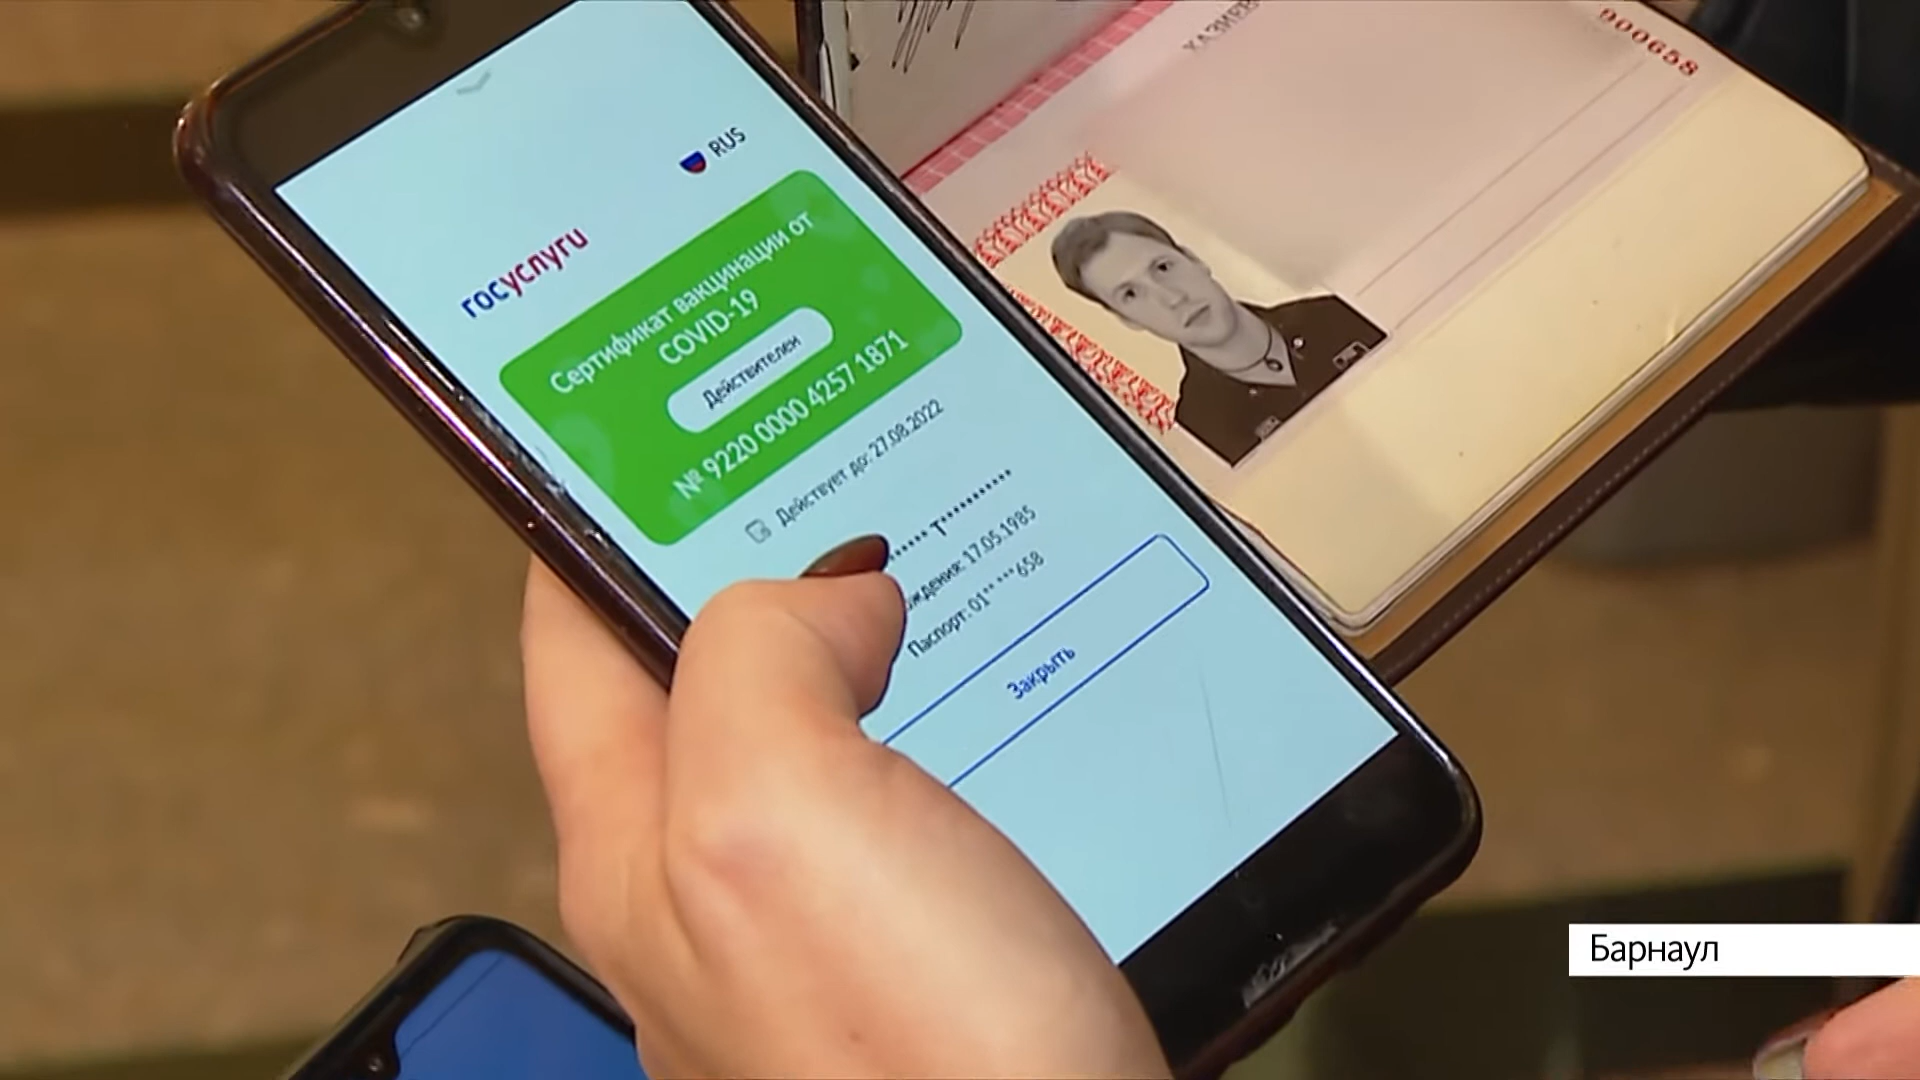 RUS
госуслуги
Сертификат вакцинации от
COVID-19
Действителен
№ 9220 0000 4257 1871
Действует до: 27.08.2022
****** Т***********
ждения: 17.05.1985
Паспорт: 01** ***658
Закрыть
900658
Барнаул